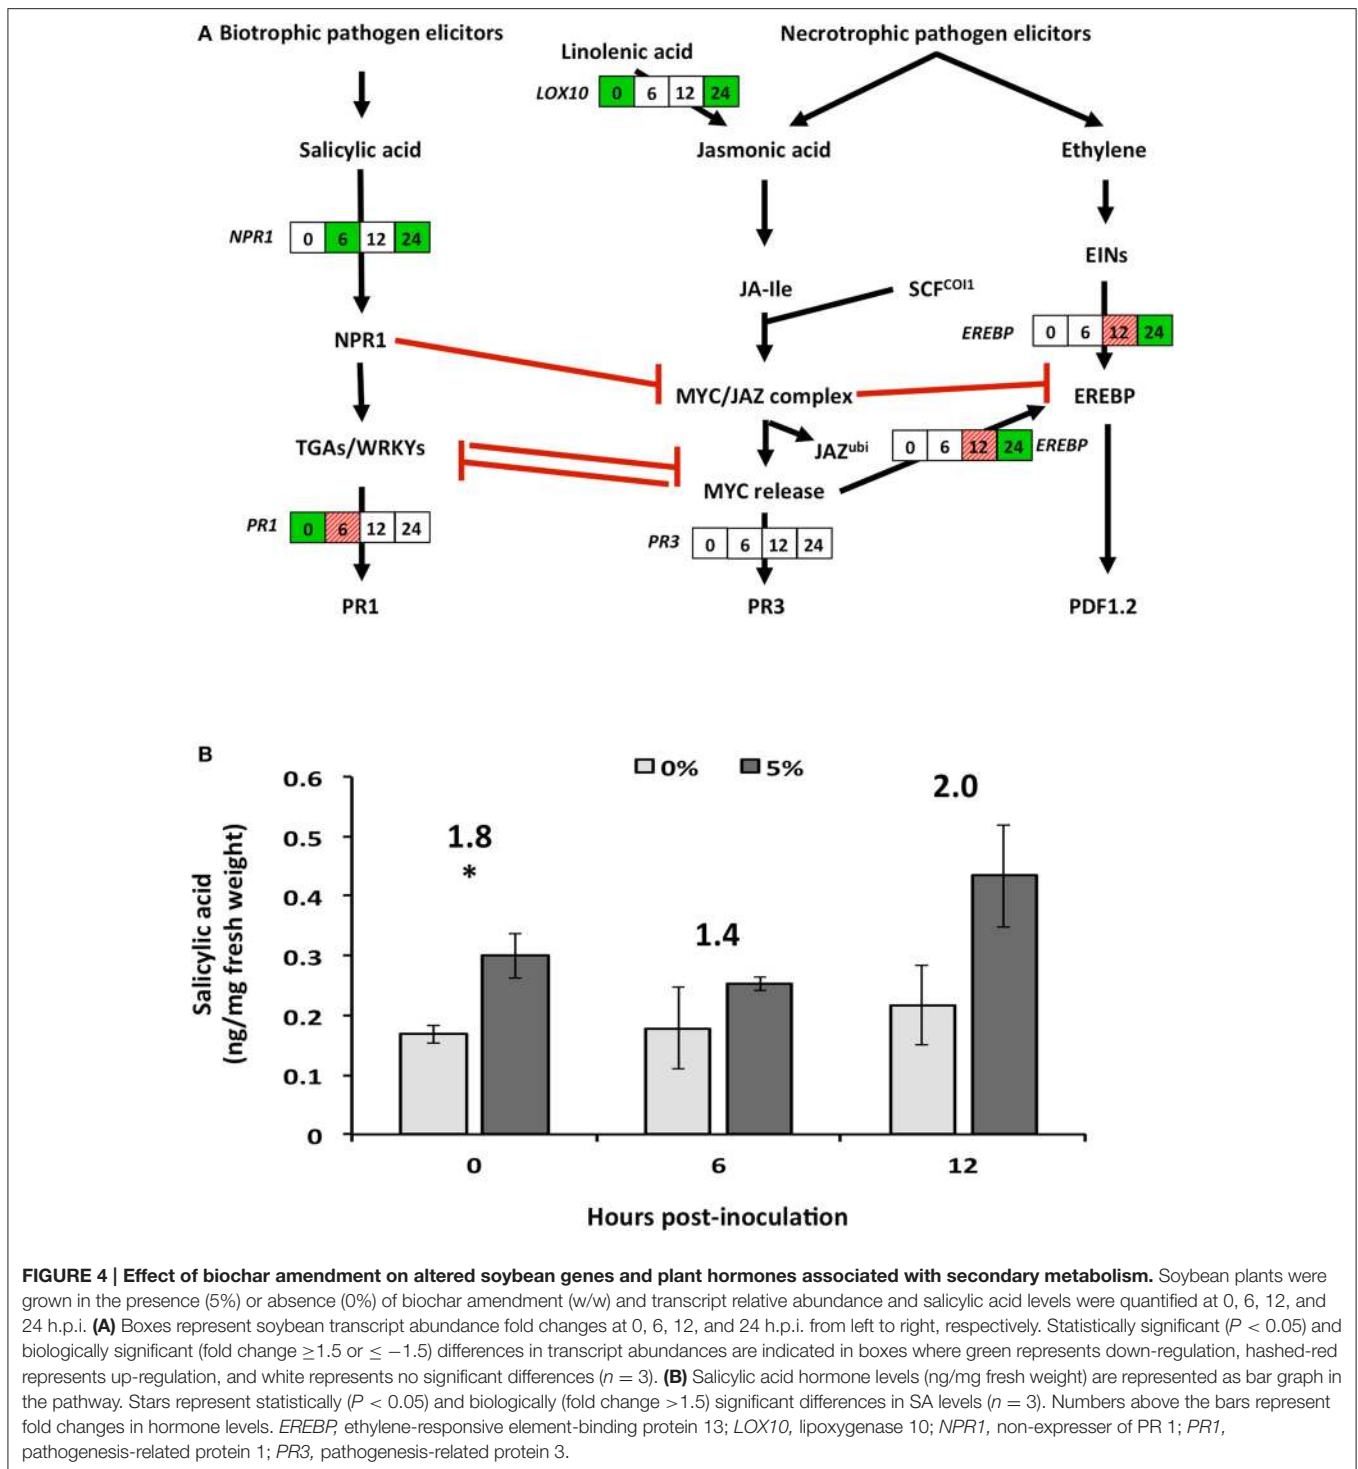 A Biotrophic pathogen elicitors
Necrotrophic pathogen elicitors
Linolenic acid
LOX10 0 6 12 24
Salicylic acid
Jasmonic acid
Ethylene
NPR1 0 6 12 24
EINs
JA-Ile
SCF^COI1
EREBP 0 6 12 24
NPR1
MYC/JAZ complex
EREBP
TGAs/WRKYs
JAZ^ubi
0 6 12 24 EREBP
MYC release
PR1 0 6 12 24
PR3 0 6 12 24
PR1
PR3
PDF1.2
B
0% 5%
0.6
0.5
0.4
0.3
0.2
0.1
0
Salicylic acid
(ng/mg fresh weight)
1.8
*
1.4
2.0
0 6 12
Hours post-inoculation
FIGURE 4 | Effect of biochar amendment on altered soybean genes and plant hormones associated with secondary metabolism. Soybean plants were
grown in the presence (5%) or absence (0%) of biochar amendment (w/w) and transcript relative abundance and salicylic acid levels were quantified at 0, 6, 12, and
24 h.p.i. (A) Boxes represent soybean transcript abundance fold changes at 0, 6, 12, and 24 h.p.i. from left to right, respectively. Statistically significant (P < 0.05) and
biologically significant (fold change ≥1.5 or ≤ −1.5) differences in transcript abundances are indicated in boxes where green represents down-regulation, hashed-red
represents up-regulation, and white represents no significant differences (n = 3). (B) Salicylic acid hormone levels (ng/mg fresh weight) are represented as bar graph in
the pathway. Stars represent statistically (P < 0.05) and biologically (fold change >1.5) significant differences in SA levels (n = 3). Numbers above the bars represent
fold changes in hormone levels. EREBP, ethylene-responsive element-binding protein 13; LOX10, lipoxygenase 10; NPR1, non-expresser of PR 1; PR1,
pathogenesis-related protein 1; PR3, pathogenesis-related protein 3.